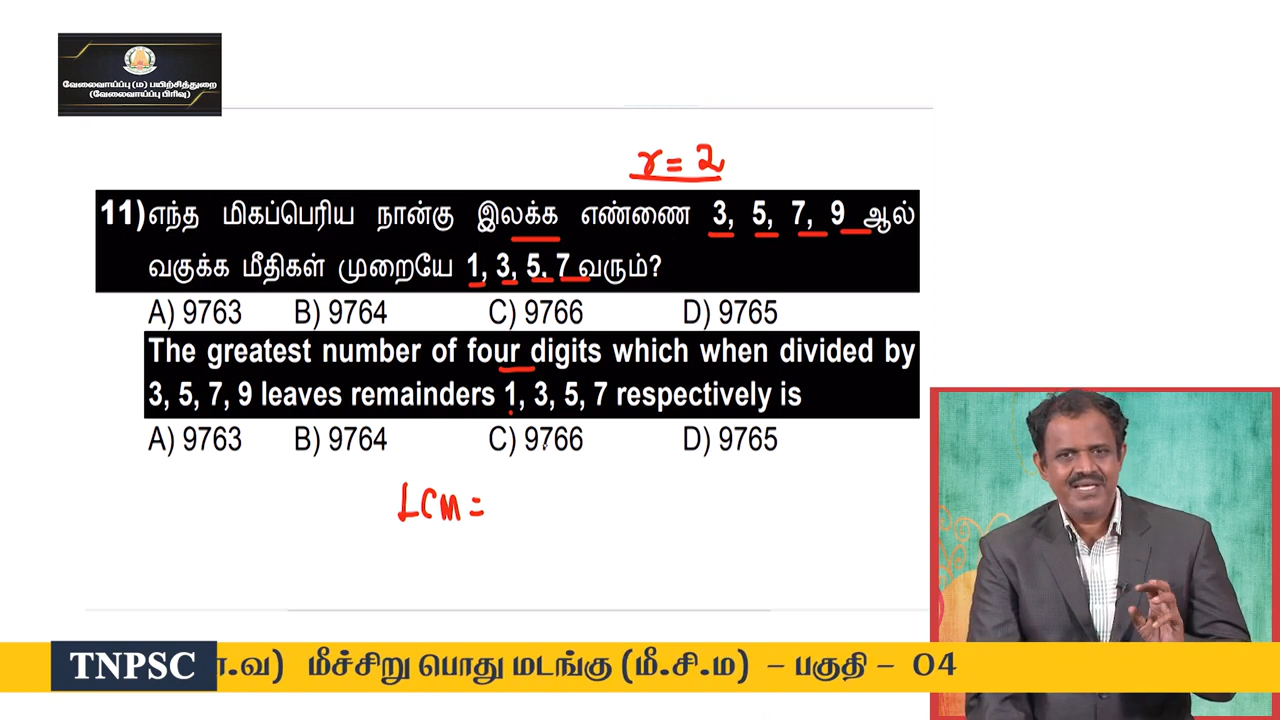 வேலைவாய்ப்பு (ம) பயிற்சித்துறை
(வேலைவாய்ப்பு பிரிவு)
r = 2
11) எந்த மிகப்பெரிய நான்கு இலக்க எண்ணை 3, 5, 7, 9 ஆல்
வகுக்க மீதிகள் முறையே 1, 3, 5, 7 வரும்?
A) 9763 B) 9764 C) 9766 D) 9765
The greatest number of four digits which when divided by
3, 5, 7, 9 leaves remainders 1, 3, 5, 7 respectively is
A) 9763 B) 9764 C) 9766 D) 9765
LCM =
TNPSC .வ) மீச்சிறு பொது மடங்கு (மீ.சி.ம) – பகுதி – 04